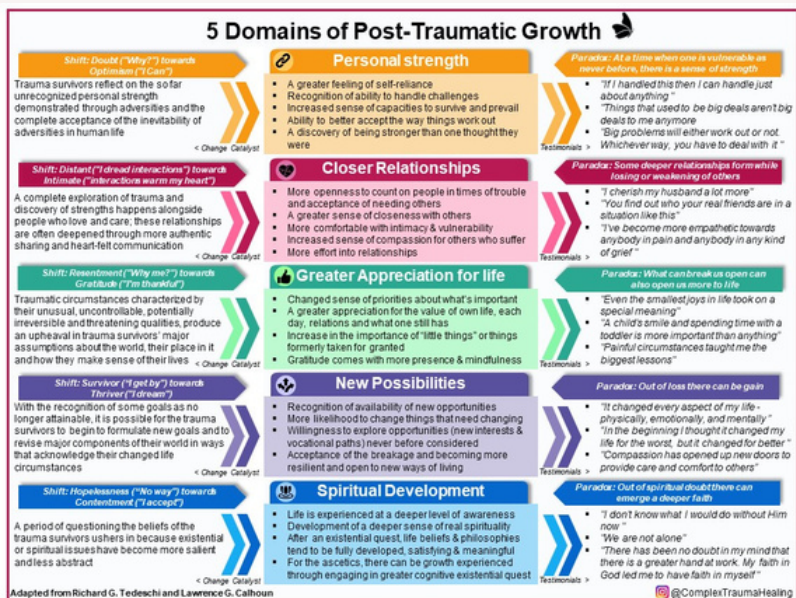 5 Domains of Post-Traumatic Growth
Shift: Doubt ("Why?") towards
Optimism ("I Can")
Trauma survivors reflect on the so far
unrecognized personal strength
demonstrated through adversities and the
complete acceptance of the inevitability of
adversities in human life
< Change Catalyst
Personal strength
▪ A greater feeling of self-reliance
▪ Recognition of ability to handle challenges
▪ Increased sense of capacities to survive and prevail
▪ Ability to better accept the way things work out
▪ A discovery of being stronger than one thought they
were
Paradox: At a time when one is vulnerable as
never before, there is a sense of strength
▪ "If I handled this then I can handle just
about anything"
▪ "Things that used to be big deals aren't big
deals to me anymore
▪ "Big problems will either work out or not.
Whichever way, you have to deal with it"
Testimonials >
Shift: Distant ("I dread interactions") towards
Intimate ("interactions warm my heart")
A complete exploration of trauma and
discovery of strengths happens alongside
people who love and care; these relationships
are often deepened through more authentic
sharing and heart-felt communication
< Change Catalyst
Closer Relationships
▪ More openness to count on people in times of trouble
and acceptance of needing others
▪ A greater sense of closeness with others
▪ More comfortable with intimacy & vulnerability
▪ Increased sense of compassion for others who suffer
▪ More effort into relationships
Paradox: Some deeper relationships form while
losing or weakening of others
▪ "I cherish my husband a lot more"
▪ "You find out who your real friends are in a
situation like this"
▪ "I've become more empathetic towards
anybody in pain and anybody in any kind
of grief"
Testimonials >
Shift: Resentment ("Why me?") towards
Gratitude ("I'm thankful")
Traumatic circumstances characterized by
their unusual, uncontrollable, potentially
irreversible and threatening qualities, produce
an upheaval in trauma survivors' major
assumptions about the world, their place in it
and how they make sense of their lives
< Change Catalyst
Greater Appreciation for life
▪ Changed sense of priorities about what's important
▪ A greater appreciation for the value of own life, each
day, relations and what one still has
▪ Increase in the importance of "little things" or things
formerly taken for granted
▪ Gratitude comes with more presence & mindfulness
Paradox: What can break us open can
also open us more to life
▪ "Even the smallest joys in life took on a
special meaning"
▪ "A child's smile and spending time with a
toddler is more important than anything"
▪ "Painful circumstances taught me the
biggest lessons"
Testimonials >
Shift: Survivor ("I get by") towards
Thriver ("I dream")
With the recognition of some goals as no
longer attainable, it is possible for the trauma
survivors to begin to formulate new goals and to
revise major components of their world in ways
that acknowledge their changed life
circumstances
< Change Catalyst
New Possibilities
▪ Recognition of availability of new opportunities
▪ More likelihood to change things that need changing
▪ Willingness to explore opportunities (new interests &
vocational paths) never before considered
▪ Acceptance of the breakage and becoming more
resilient and open to new ways of living
Paradox: Out of loss there can be gain
▪ "It changed every aspect of my life -
physically, emotionally, and mentally"
▪ "In the beginning I thought it changed my
life for the worst, but it changed for better"
▪ "Compassion has opened up new doors to
provide care and comfort to others"
Testimonials >
Shift: Hopelessness ("No way") towards
Contentment ("I accept")
A period of questioning the beliefs of the
trauma survivors ushers in because existential
or spiritual issues have become more salient
and less abstract
< Change Catalyst
Spiritual Development
▪ Life is experienced at a deeper level of awareness
▪ Development of a deeper sense of real spirituality
▪ After an existential quest, life beliefs & philosophies
tend to be fully developed, satisfying & meaningful
▪ For the ascetics, there can be growth experienced
through engaging in greater cognitive existential quest
Paradox: Out of spiritual doubt there can
emerge a deeper faith
▪ "I don't know what I would do without Him
now"
▪ "We are not alone"
▪ "There has been no doubt in my mind that
there is a greater hand at work. My faith in
God led me to have faith in myself"
Testimonials >
Adapted from Richard G. Tedeschi and Lawrence G. Calhoun
@ComplexTraumaHealing